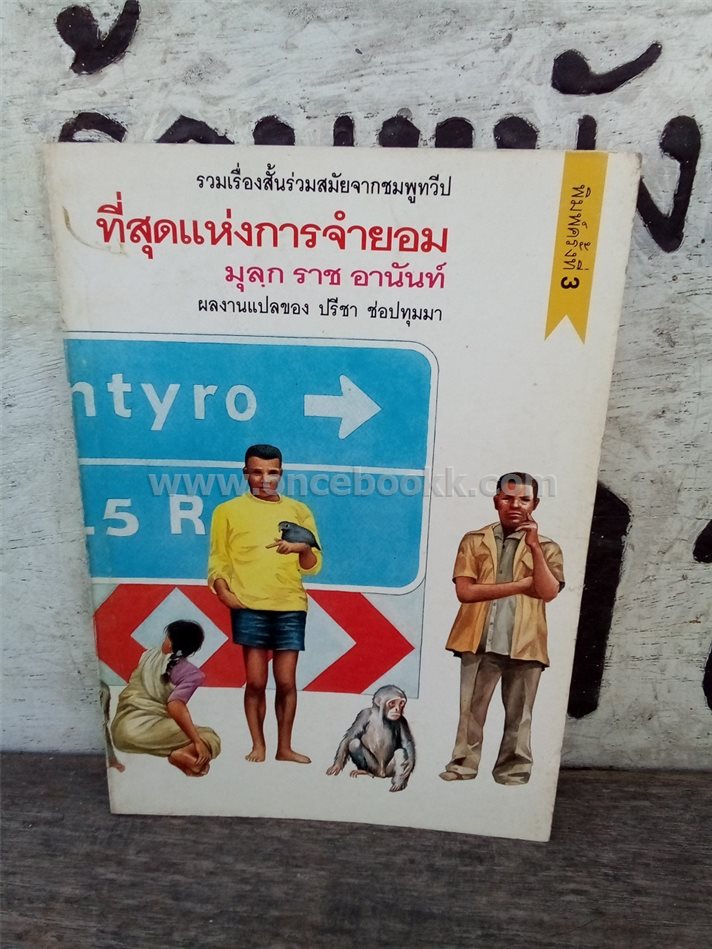 รวมเรื่องสั้นร่วมสมัยจากชมพูทวีป
ที่สุดแห่งการจำยอม
มุลฺก ราช อานันท์
ผลงานแปลของ ปรีชา ช่อปทุมมา
พิมพ์ครั้งที่ 3
ntyro
.5 R
www.oncebookk.com